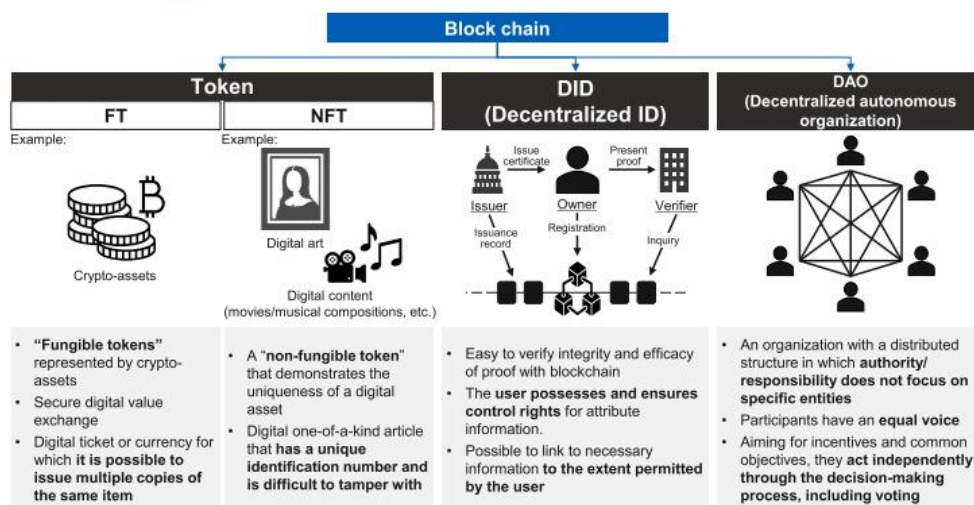 Block chain
Token
FT
NFT
Example:
Crypto-assets
Example:
Digital art
Digital content
(movies/musical compositions, etc.)
• “Fungible tokens”
represented by crypto-
assets
• Secure digital value
exchange
• Digital ticket or currency for
which it is possible to
issue multiple copies of
the same item
• A “non-fungible token”
that demonstrates the
uniqueness of a digital
asset
• Digital one-of-a-kind article
that has a unique
identification number and
is difficult to tamper with
DID
(Decentralized ID)
Issue
certificate
Present
proof
Issuer
Owner
Verifier
Issuance
record
Registration
Inquiry
• Easy to verify integrity and efficacy
of proof with blockchain
• The user possesses and ensures
control rights for attribute
information.
• Possible to link to necessary
information to the extent permitted
by the user
DAO
(Decentralized autonomous
organization)
• An organization with a distributed
structure in which authority/
responsibility does not focus on
specific entities
• Participants have an equal voice
• Aiming for incentives and common
objectives, they act independently
through the decision-making
process, including voting